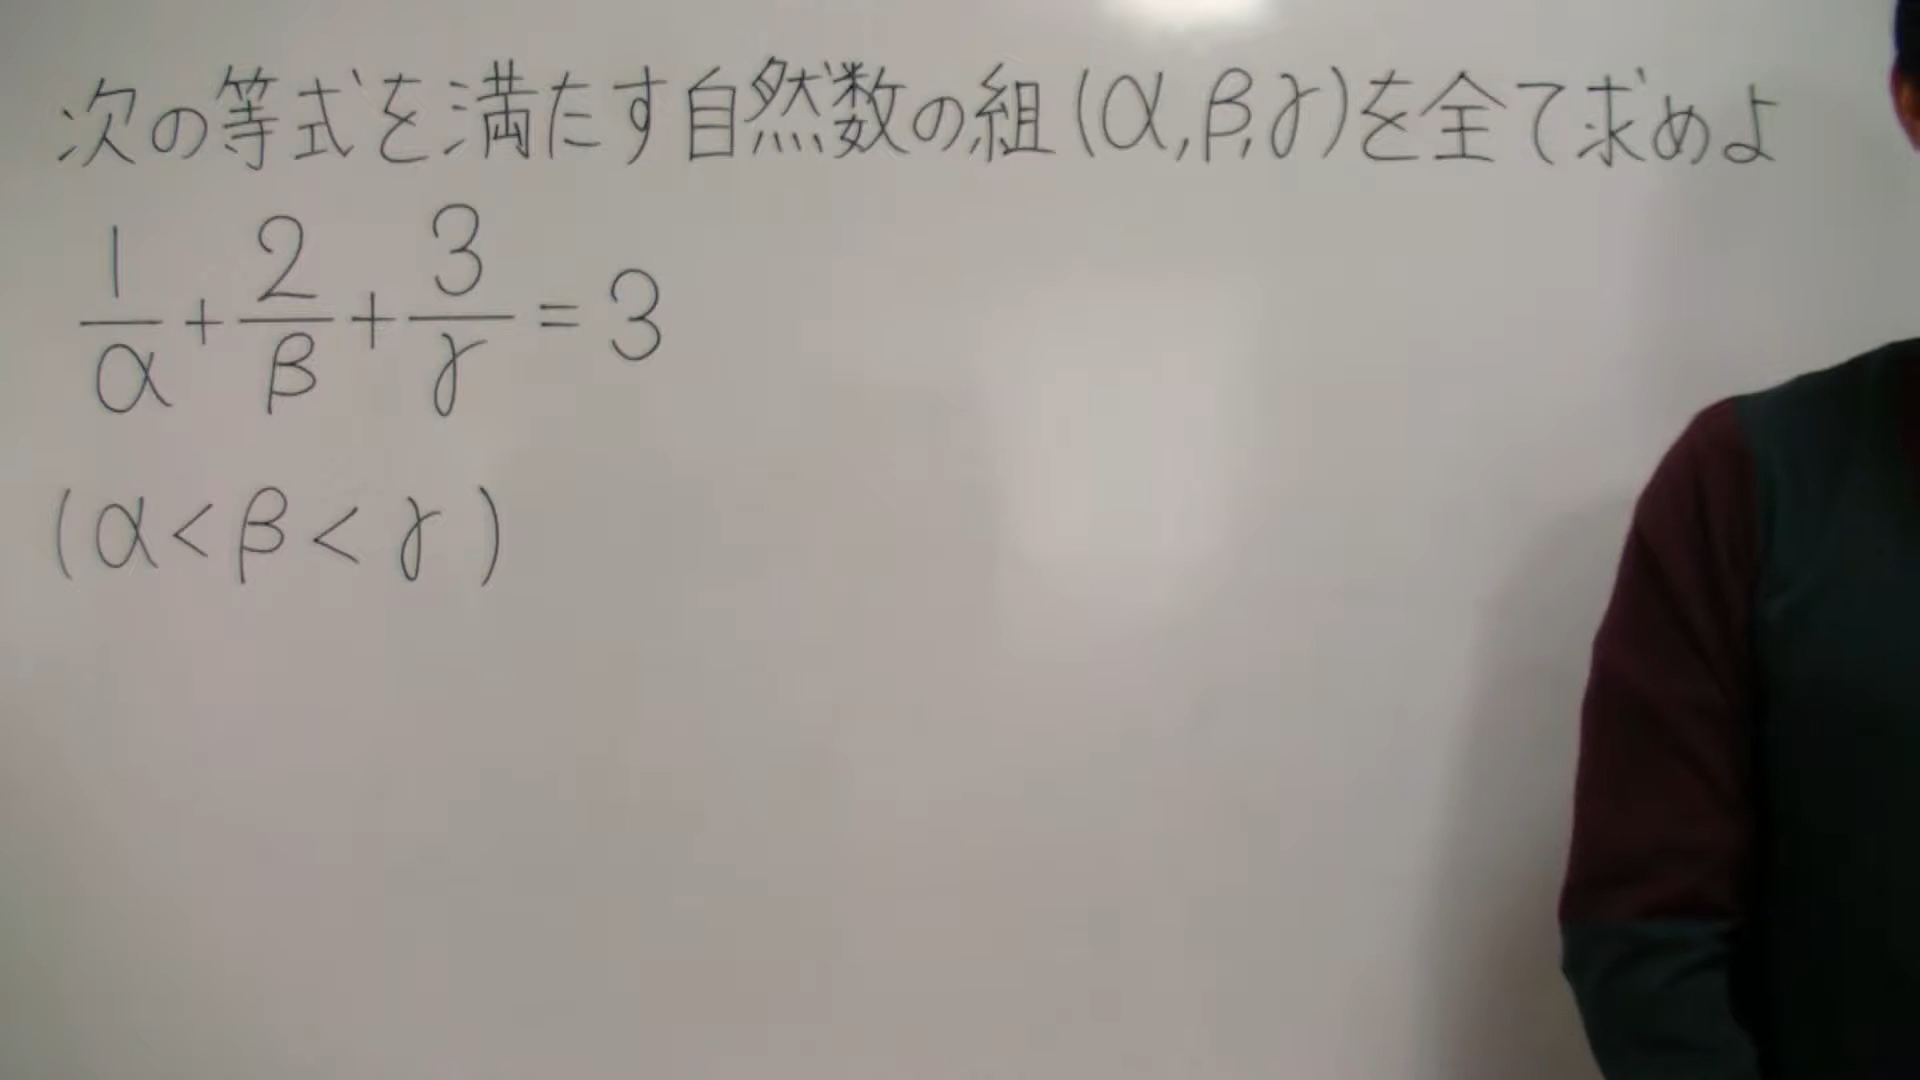 次の等式を満たす自然数の組(α,β,γ)を全て求めよ
1/α + 2/β + 3/γ = 3
(α<β<γ)